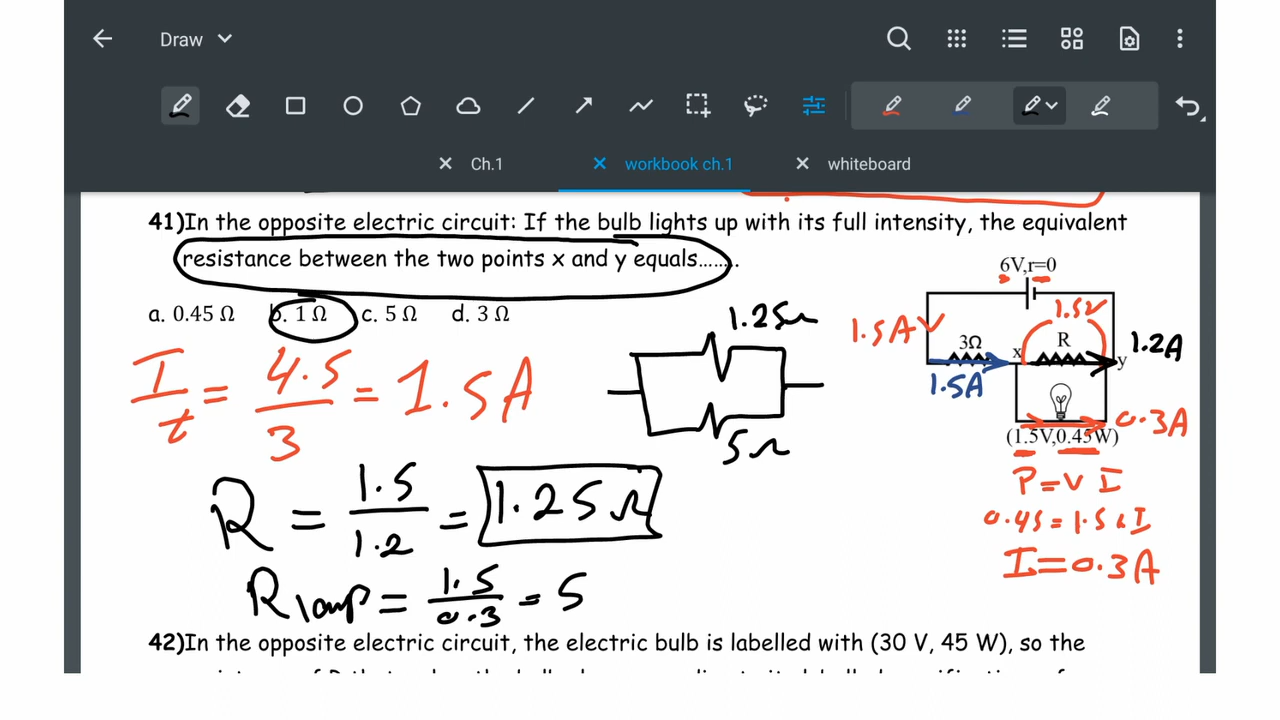 Draw
Ch.1
workbook ch.1
whiteboard
41)In the opposite electric circuit: If the bulb lights up with its full intensity, the equivalent
resistance between the two points x and y equals........
a. 0.45 Ω b. 1 Ω c. 5 Ω d. 3 Ω
6V,r=0
1.5V
1.5A
3Ω
x
R
y
1.2A
1.5A
0.3A
(1.5V,0.45W)
P=VI
0.45=1.5xI
I=0.3A
1.25Ω
5Ω
It = 4.5/3 = 1.5A
R = 1.5/1.2 = 1.25Ω
Rlamp = 1.5/0.3 = 5
42)In the opposite electric circuit, the electric bulb is labelled with (30 V, 45 W), so the